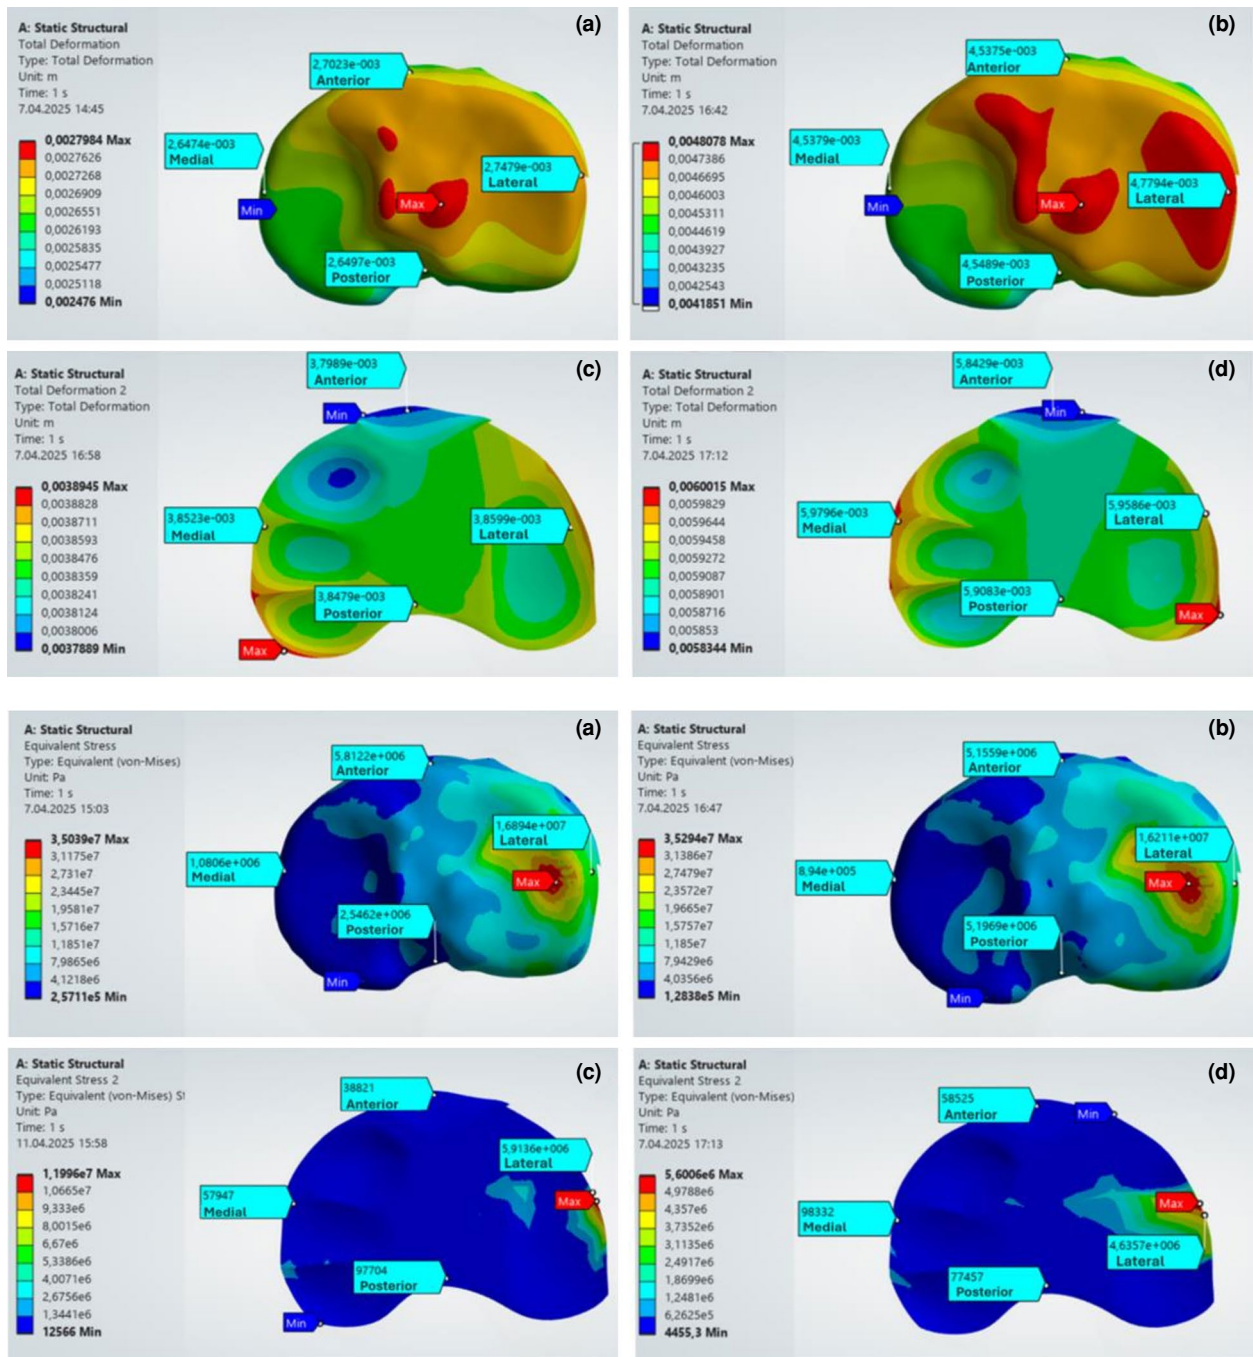 A: Static Structural
Total Deformation
Type: Total Deformation
Unit: m
Time: 1 s
7.04.2025 14:45
0,0027984 Max
0,0027626
0,0027268
0,0026909
0,0026551
0,0026193
0,0025835
0,0025477
0,0025118
0,002476 Min
(a)
2,7023e-003
Anterior
2,6474e-003
Medial
2,7479e-003
Lateral
Min
Max
2,6497e-003
Posterior
A: Static Structural
Total Deformation
Type: Total Deformation
Unit: m
Time: 1 s
7.04.2025 16:42
0,0048078 Max
0,0047386
0,0046695
0,0046003
0,0045311
0,0044619
0,0043927
0,0043235
0,0042543
0,0041851 Min
(b)
4,5375e-003
Anterior
4,5379e-003
Medial
4,7794e-003
Lateral
Min
Max
4,5489e-003
Posterior
A: Static Structural
Total Deformation 2
Type: Total Deformation
Unit: m
Time: 1 s
7.04.2025 16:58
0,0038945 Max
0,0038828
0,0038711
0,0038593
0,0038476
0,0038359
0,0038241
0,0038124
0,0038006
0,0037889 Min
(c)
3,7989e-003
Anterior
Min
3,8523e-003
Medial
3,8599e-003
Lateral
3,8479e-003
Posterior
Max
A: Static Structural
Total Deformation 2
Type: Total Deformation
Unit: m
Time: 1 s
7.04.2025 17:12
0,0060015 Max
0,0059829
0,0059644
0,0059458
0,0059272
0,0059087
0,0058901
0,0058716
0,005853
0,0058344 Min
(d)
5,8429e-003
Anterior
Min
5,9796e-003
Medial
5,9586e-003
Lateral
5,9083e-003
Posterior
Max
A: Static Structural
Equivalent Stress
Type: Equivalent (von-Mises)
Unit: Pa
Time: 1 s
7.04.2025 15:03
3,5039e7 Max
3,1175e7
2,731e7
2,3445e7
1,9581e7
1,5716e7
1,1851e7
7,9865e6
4,1218e6
2,5711e5 Min
(a)
5,8122e+006
Anterior
1,6894e+007
Lateral
1,0806e+006
Medial
Max
2,5462e+006
Posterior
Min
A: Static Structural
Equivalent Stress
Type: Equivalent (von-Mises)
Unit: Pa
Time: 1 s
7.04.2025 16:47
3,5294e7 Max
3,1386e7
2,7479e7
2,3572e7
1,9665e7
1,5757e7
1,185e7
7,9429e6
4,0356e6
1,2838e5 Min
(b)
5,1559e+006
Anterior
1,6211e+007
Lateral
8,94e+005
Medial
Max
5,1969e+006
Posterior
Min
A: Static Structural
Equivalent Stress 2
Type: Equivalent (von-Mises) St
Unit: Pa
Time: 1 s
11.04.2025 15:58
1,1996e7 Max
1,0665e7
9,333e6
8,0015e6
6,67e6
5,3386e6
4,0071e6
2,6756e6
1,3441e6
12566 Min
(c)
38821
Anterior
5,9136e+006
Lateral
57947
Medial
Max
97704
Posterior
Min
A: Static Structural
Equivalent Stress 2
Type: Equivalent (von-Mises)
Unit: Pa
Time: 1 s
7.04.2025 17:13
5,6006e6 Max
4,9788e6
4,357e6
3,7352e6
3,1135e6
2,4917e6
1,8699e6
1,2481e6
6,2625e5
4455,3 Min
(d)
58525
Anterior
Min
98332
Medial
Max
4,6357e+006
Lateral
77457
Posterior